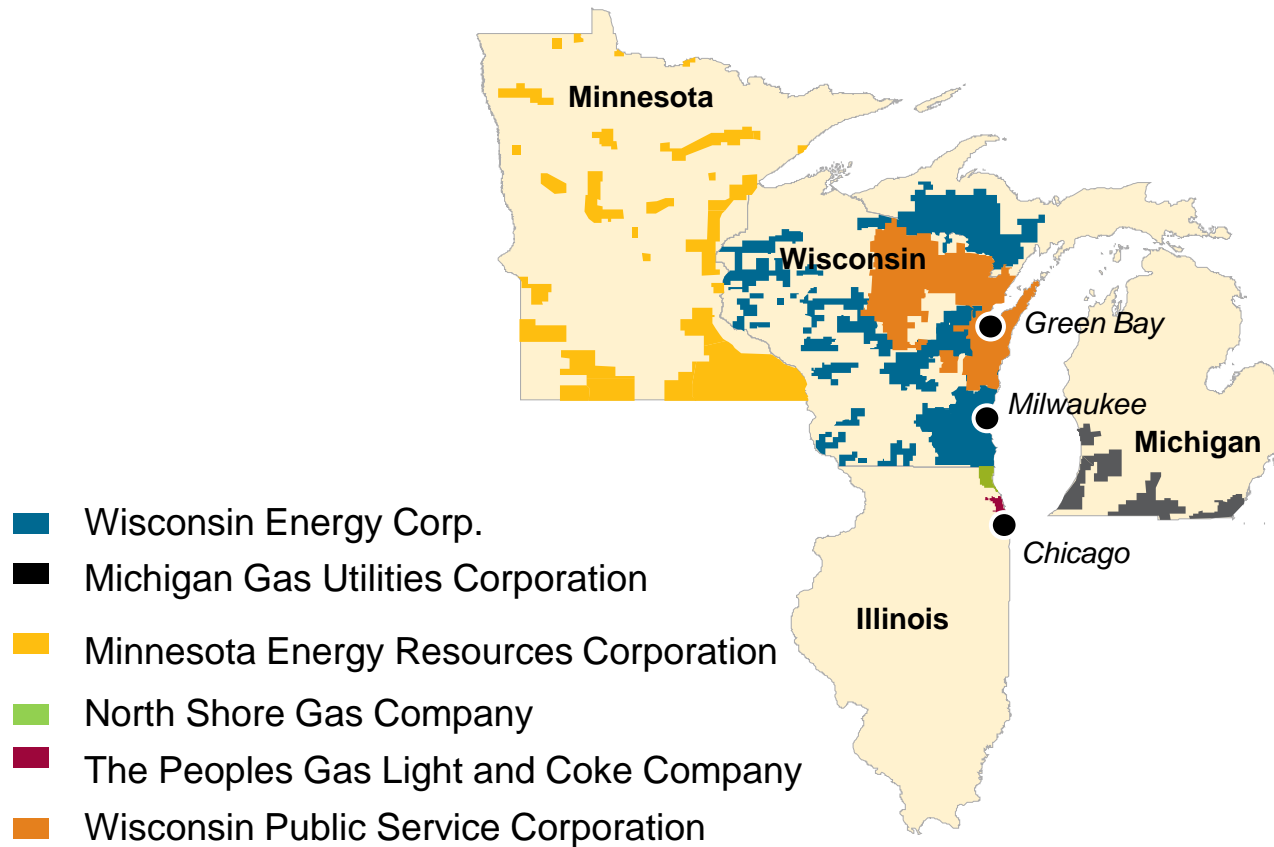 Minnesota
Wisconsin
Green Bay
Milwaukee
Michigan
Chicago
Illinois
Wisconsin Energy Corp.
Michigan Gas Utilities Corporation
Minnesota Energy Resources Corporation
North Shore Gas Company
The Peoples Gas Light and Coke Company
Wisconsin Public Service Corporation